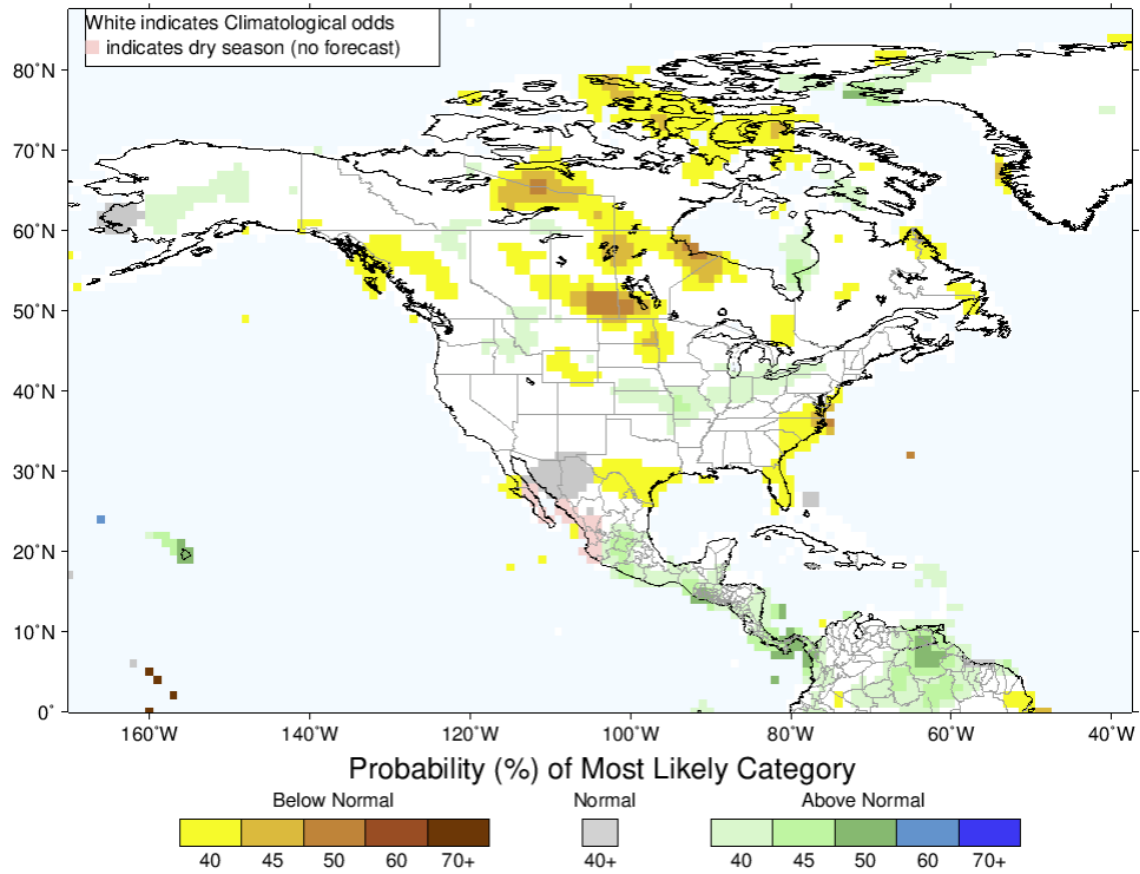 White indicates Climatological odds
indicates dry season (no forecast)
80˚N
70˚N
60˚N
50˚N
40˚N
30˚N
20˚N
10˚N
0˚
160˚W 140˚W 120˚W 100˚W 80˚W 60˚W 40˚W
Probability (%) of Most Likely Category
Below Normal Normal Above Normal
40 45 50 60 70+ 40+ 40 45 50 60 70+